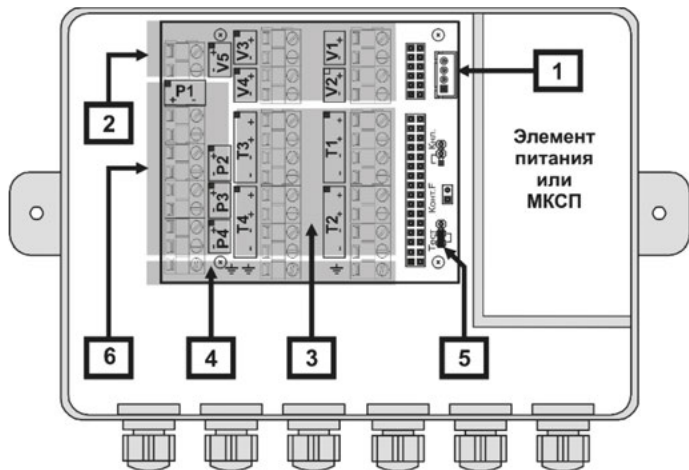 V5 V3 V1
V4 V2
P1
T3 T1
P2
P3
T4 T2
P4
Кнп.
Конт.F
Тест
1
2
Элемент
питания
или
МКСП
6
4
3
5